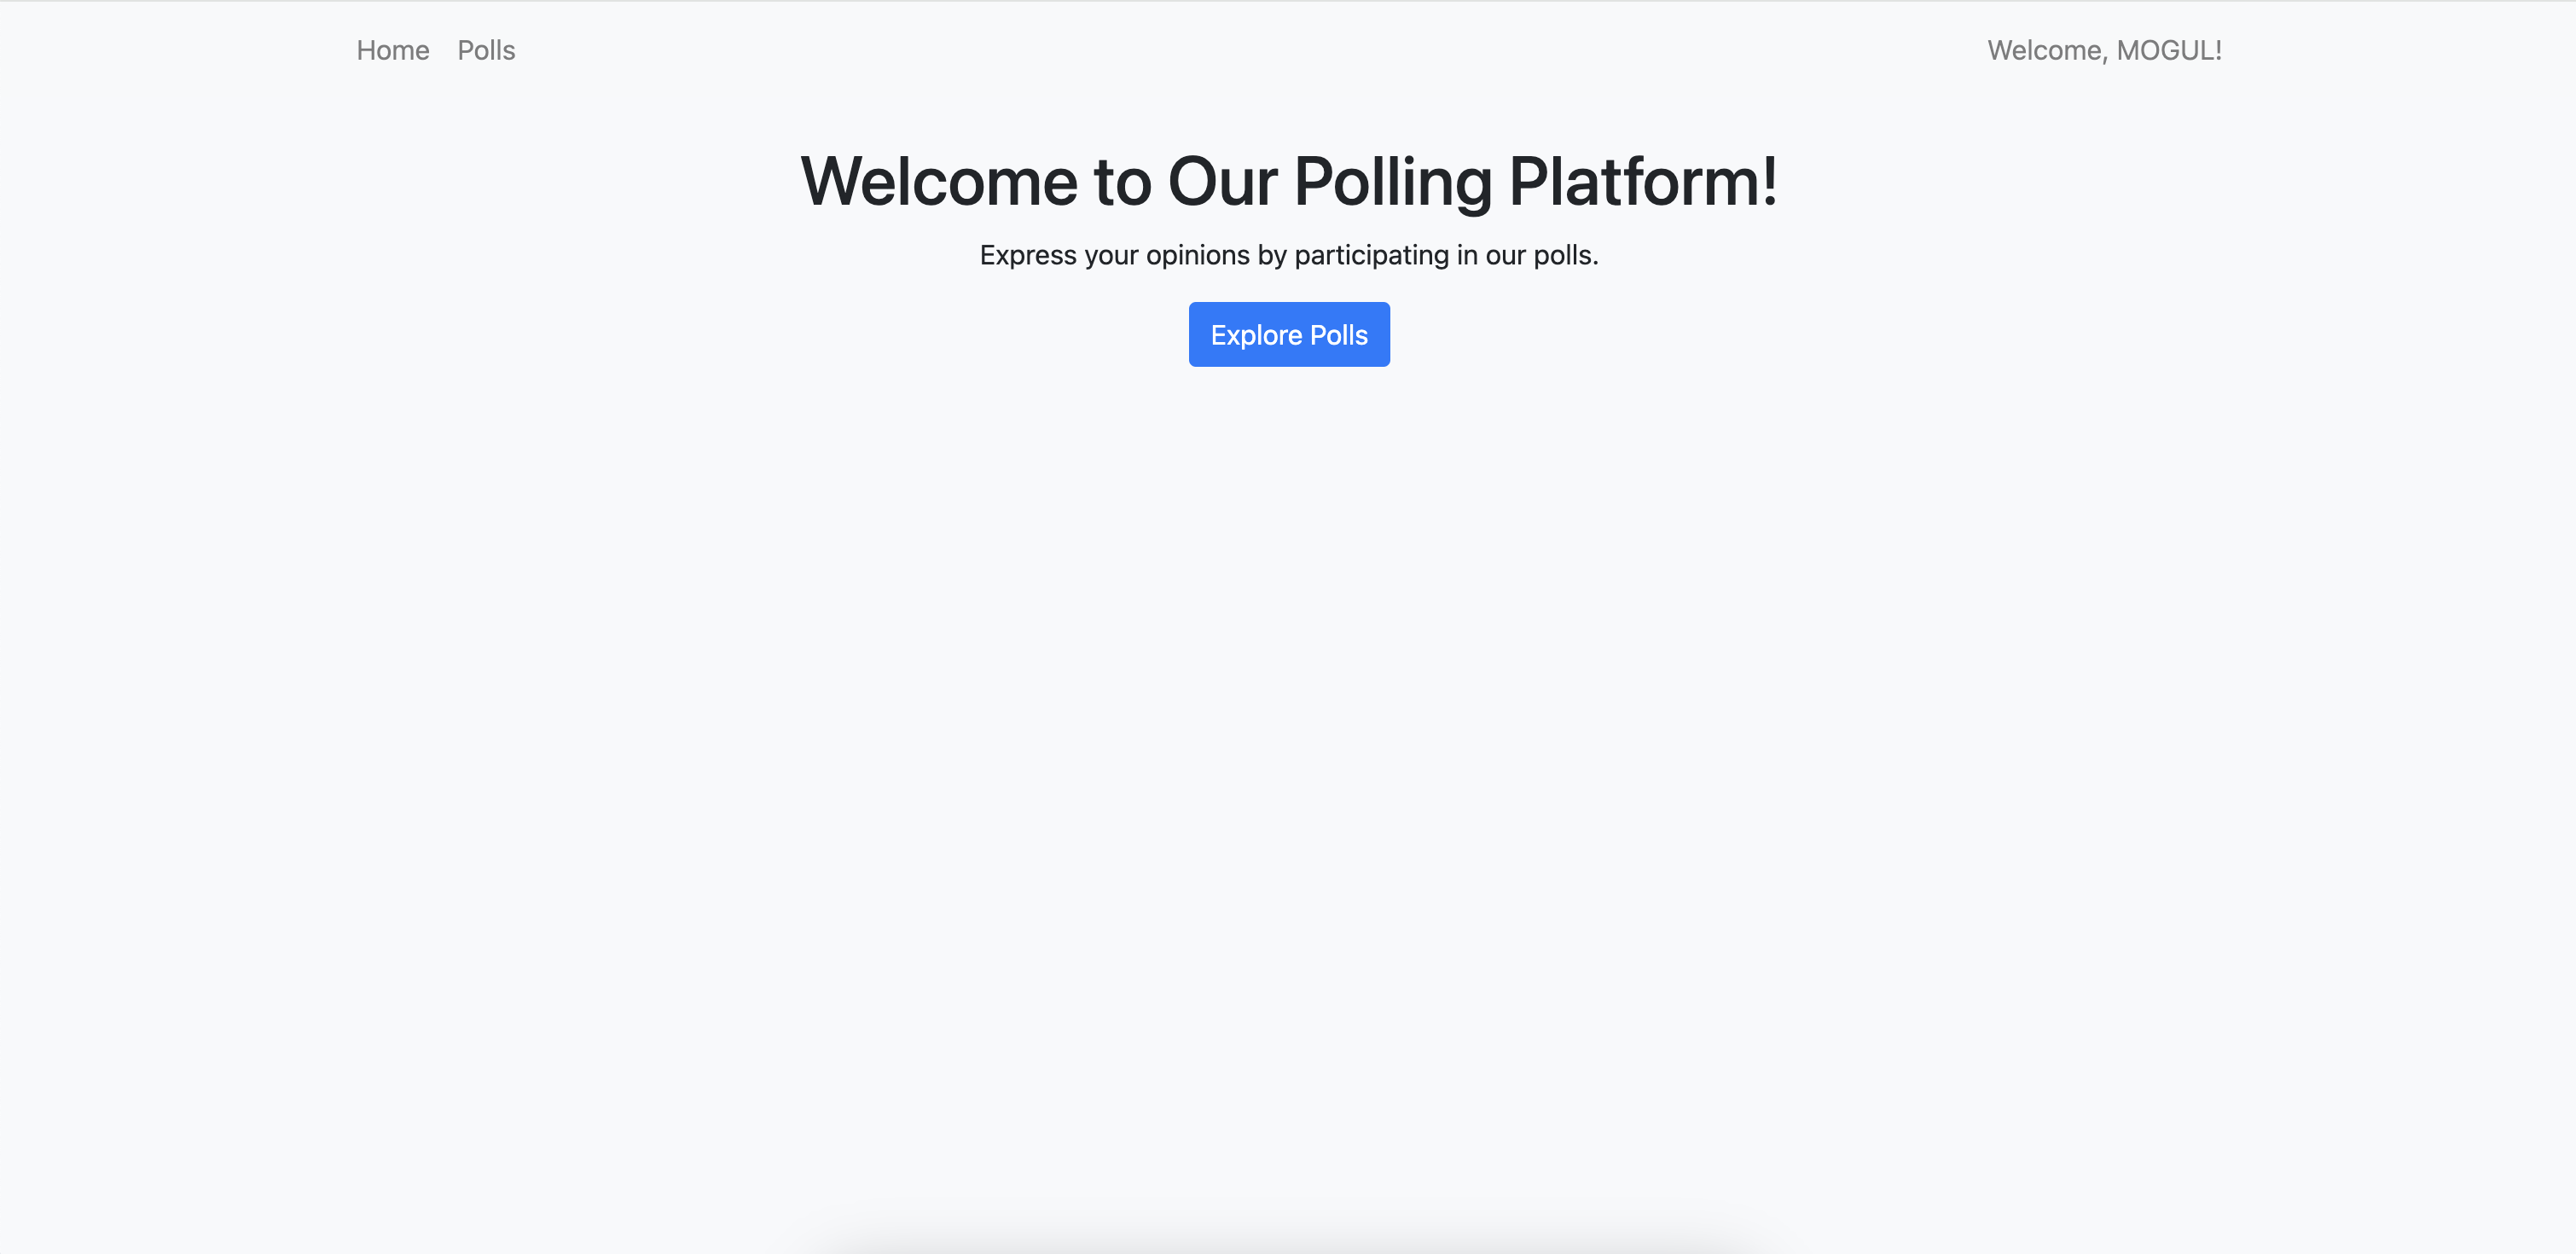 Home Polls Welcome, MOGUL!
Welcome to Our Polling Platform!
Express your opinions by participating in our polls.
Explore Polls